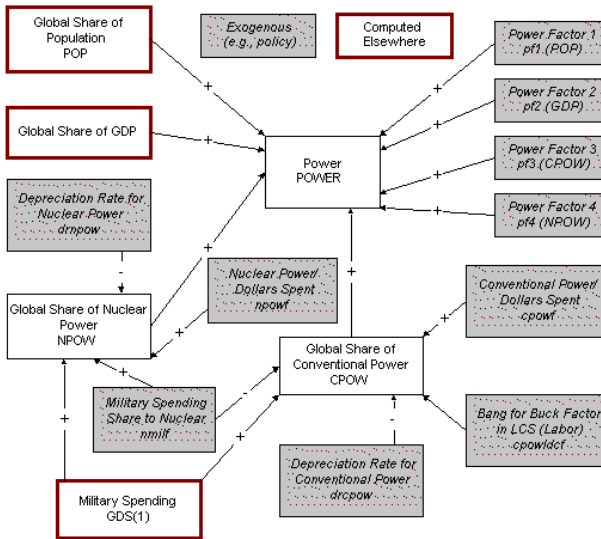 Global Share of
Population
POP
Exogenous
(e.g., policy)
Computed
Elsewhere
Power Factor 1
pf1 (POP)
+
+
Power Factor 2
pf2 (GDP)
+
Global Share of GDP
+
Power
POWER
Power Factor 3
pf3 (CPOW)
+
Depreciation Rate for
Nuclear Power
drnpow
Power Factor 4
pf4 (NPOW)
+
+
-
Nuclear Power/
Dollars Spent
npowf
+
Conventional Power/
Dollars Spent
cpowf
Global Share of Nuclear
Power
NPOW
+
+
Global Share of
Conventional Power
CPOW
+
-
Military Spending
Share to Nuclear
nmilf
+
+
-
+
Bang for Buck Factor
in LCS (Labor)
cpowldcf
Depreciation Rate for
Conventional Power
drcpow
Military Spending
GDS(1)